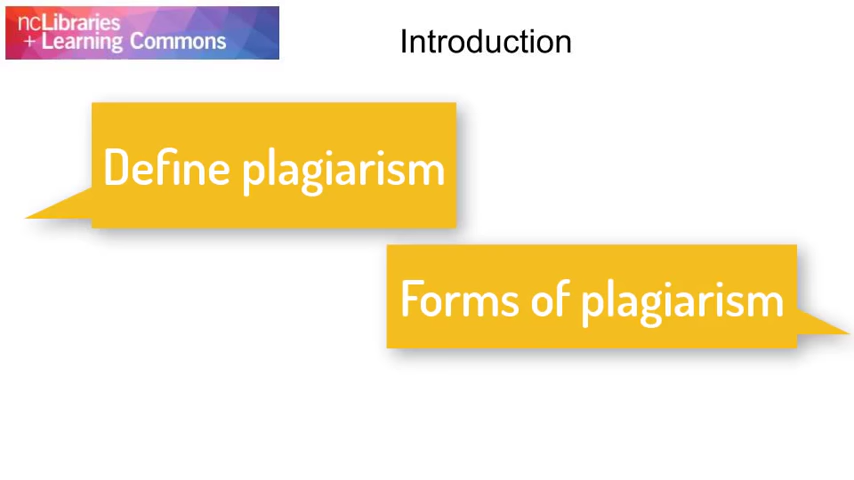 ncLibraries
+ Learning Commons
Introduction
Define plagiarism
Forms of plagiarism